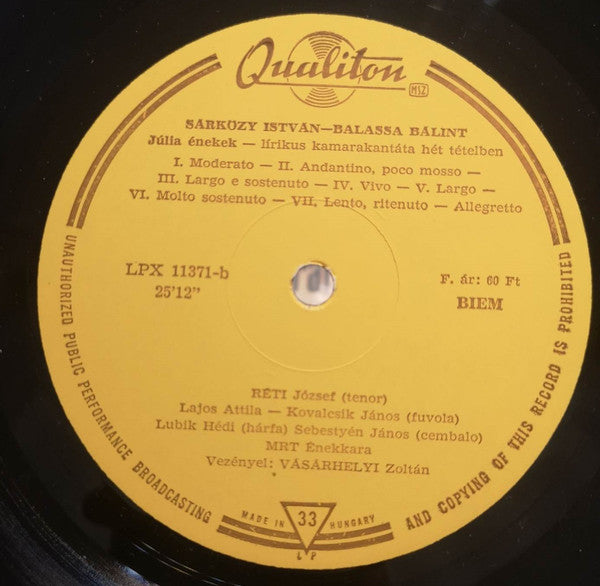 Qualiton
MSZ
SÁRKÖZY ISTVÁN—BALASSA BÁLINT
Júlia énekek — lírikus kamarakantáta hét tételben
I. Moderato — II. Andantino, poco mosso —
III. Largo e sostenuto — IV. Vivo — V. Largo —
VI. Molto sostenuto — VII. Lento, ritenuto — Allegretto
LPX 11371-b
25'12"
F. ár: 60 Ft
BIEM
RÉTI József (tenor)
Lajos Attila — Kovalcsik János (fuvola)
Lubik Hédi (hárfa) Sebestyén János (cembalo)
MRT Énekkara
Vezényel: VÁSÁRHELYI Zoltán
UNAUTHORIZED PUBLIC PERFORMANCE BROADCASTING
AND COPYING OF THIS RECORD IS PROHIBITED
MADE IN 33 HUNGARY
LP